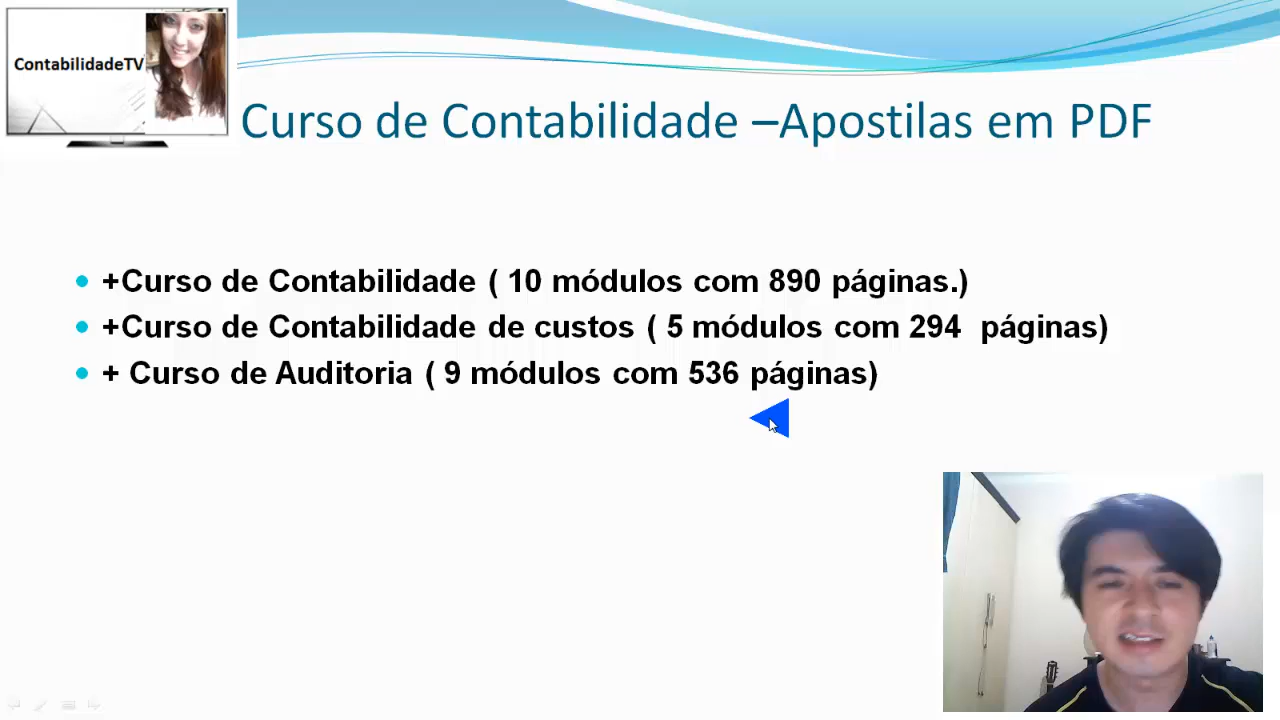 ContabilidadeTV
Curso de Contabilidade –Apostilas em PDF
+Curso de Contabilidade ( 10 módulos com 890 páginas.)
+Curso de Contabilidade de custos ( 5 módulos com 294  páginas)
+ Curso de Auditoria ( 9 módulos com 536 páginas)